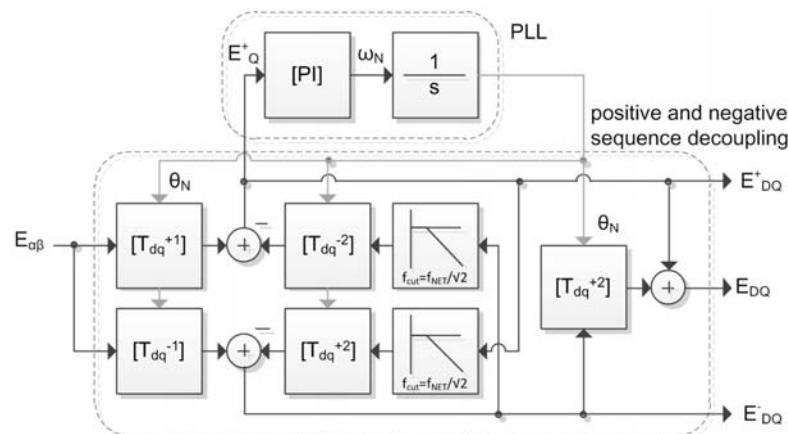 PLL
E⁺Q
[PI]
ωN
1
s
positive and negative
sequence decoupling
θN
E⁺DQ
Eαβ
[Tdq⁺¹]
−
[Tdq⁻²]
fcut=fNET/√2
θN
[Tdq⁺²]
+
+
EDQ
[Tdq⁻¹]
−
+
[Tdq⁺²]
fcut=fNET/√2
E⁻DQ